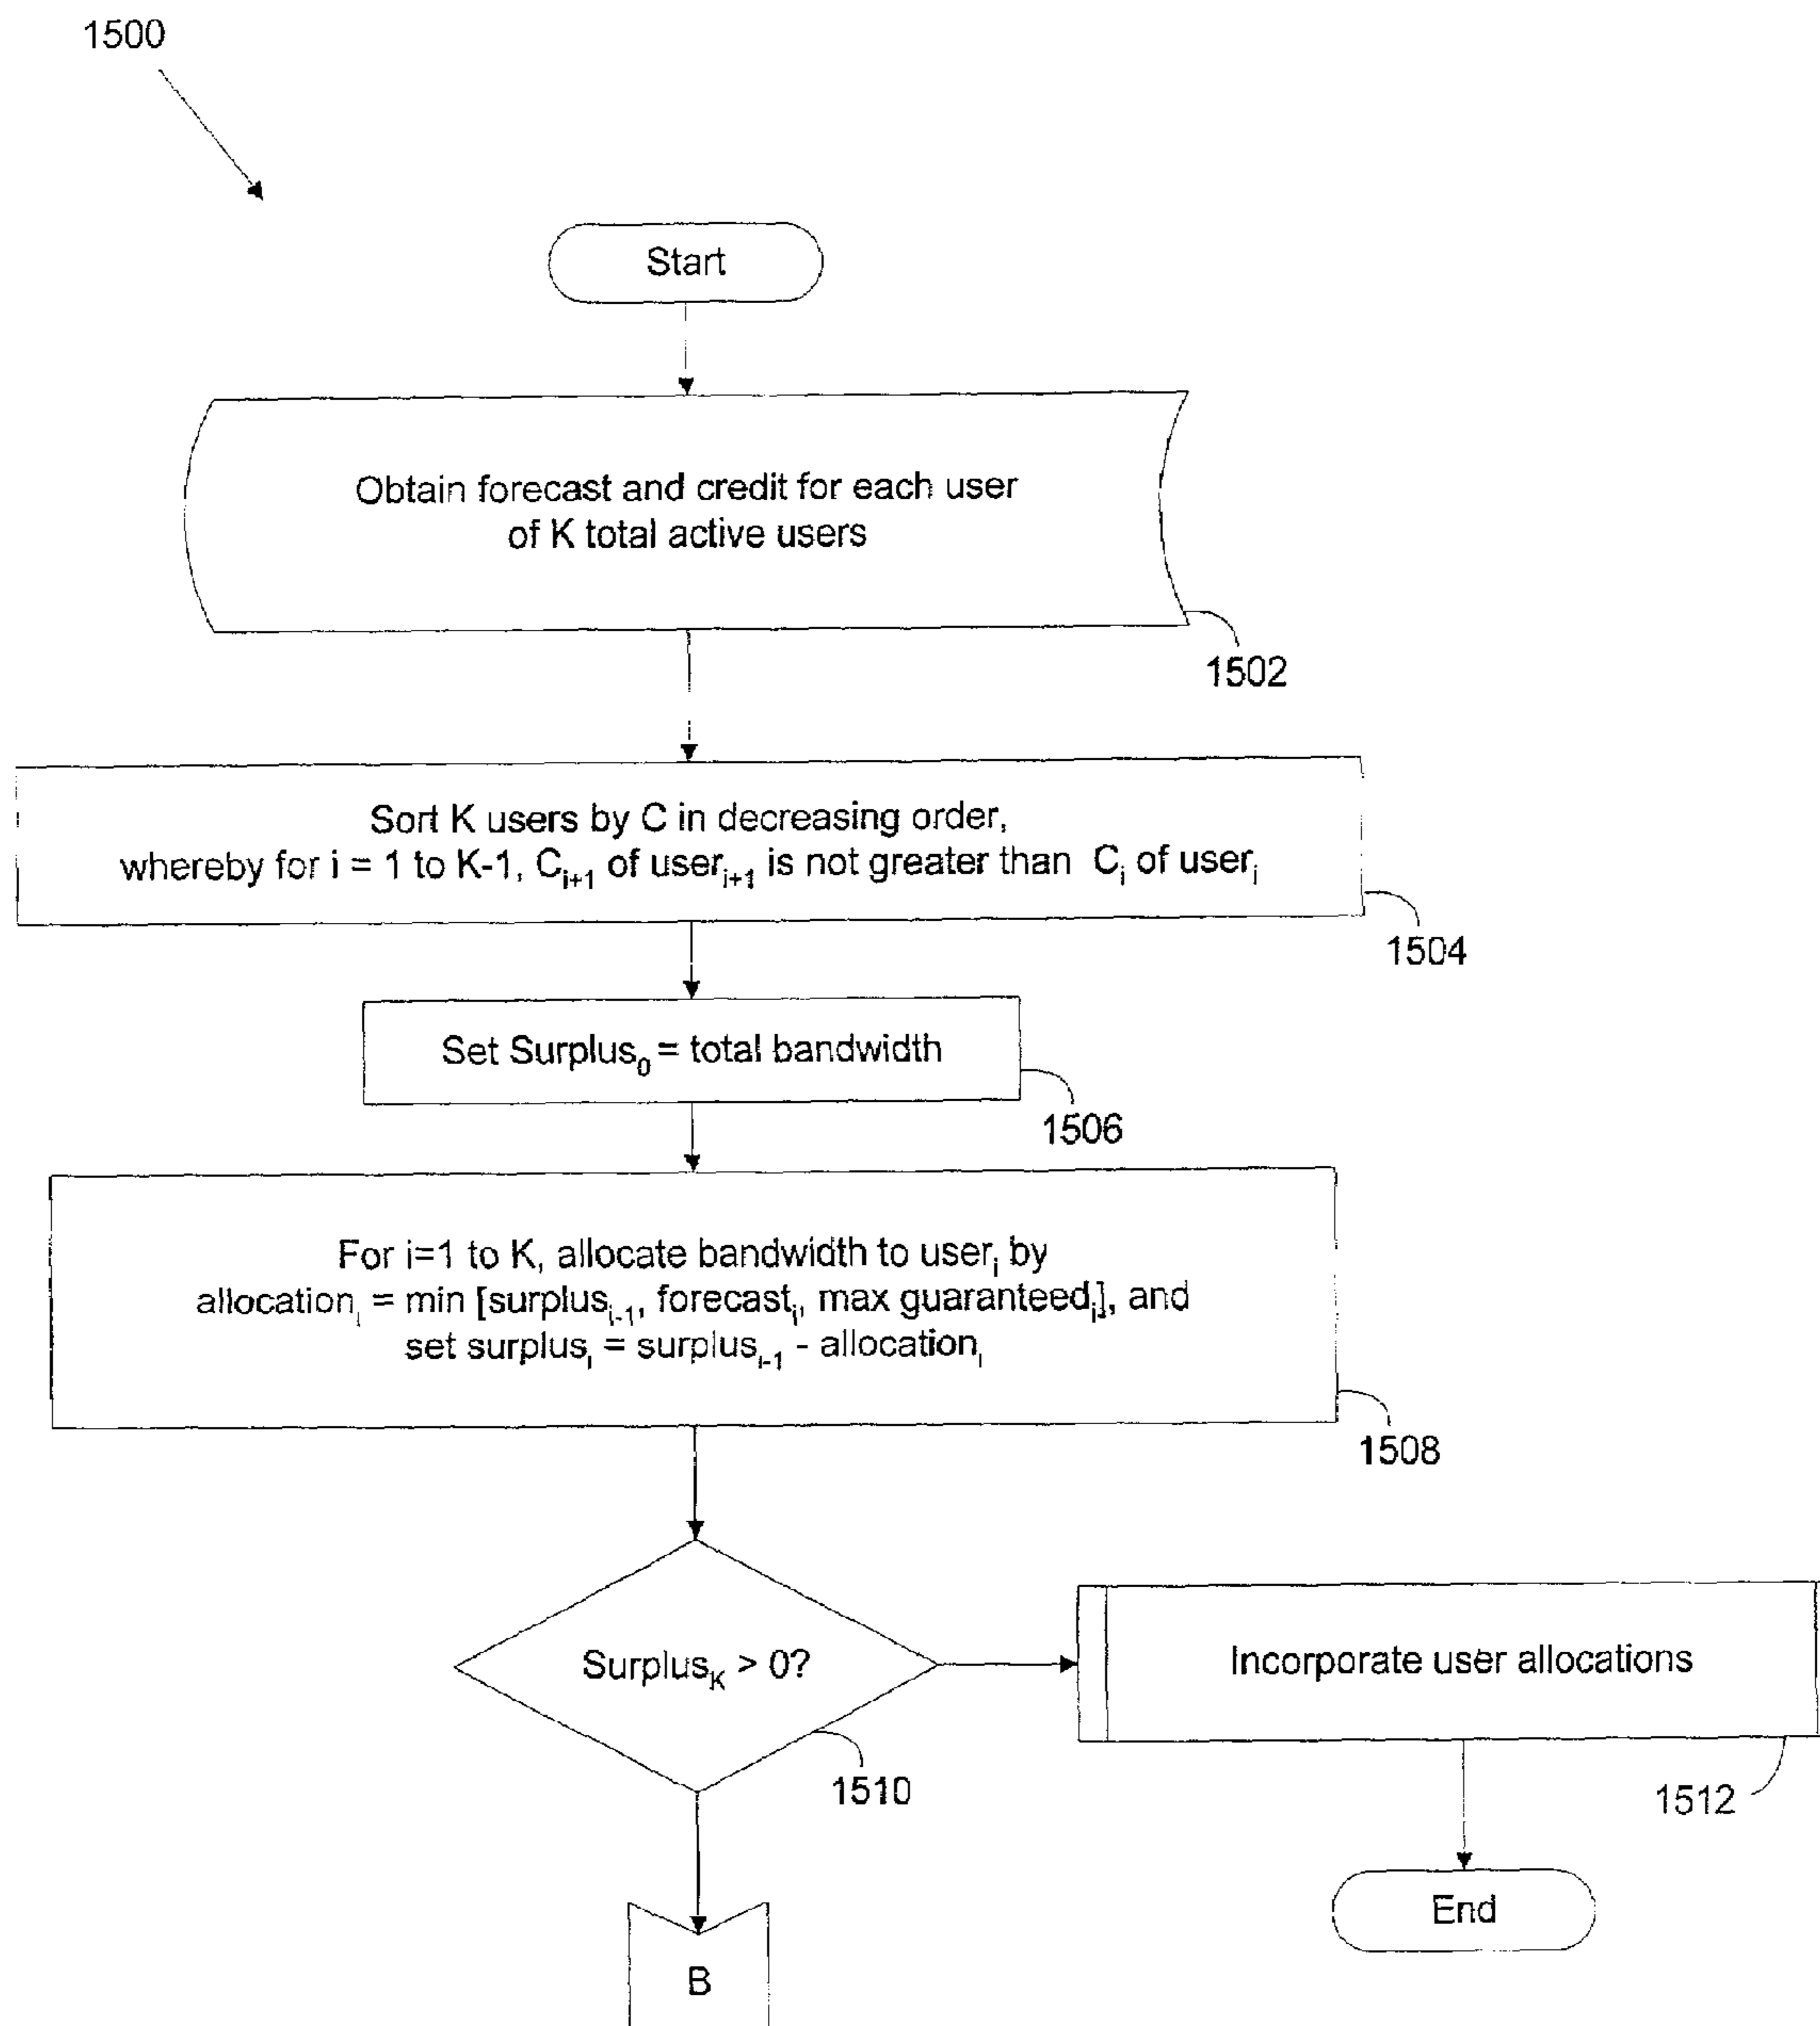 1500
Start
Obtain forecast and credit for each user
of K total active users
1502
Sort K users by C in decreasing order,
whereby for i = 1 to K-1, Cᵢ₊₁ of userᵢ₊₁ is not greater than Cᵢ of userᵢ
1504
Set Surplus₀ = total bandwidth
1506
For i=1 to K, allocate bandwidth to userᵢ by
allocationᵢ = min [surplusᵢ₋₁, forecastᵢ, max guaranteedᵢ], and
set surplusᵢ = surplusᵢ₋₁ - allocationᵢ
1508
Surplus_K > 0?
1510
Incorporate user allocations
1512
End
B